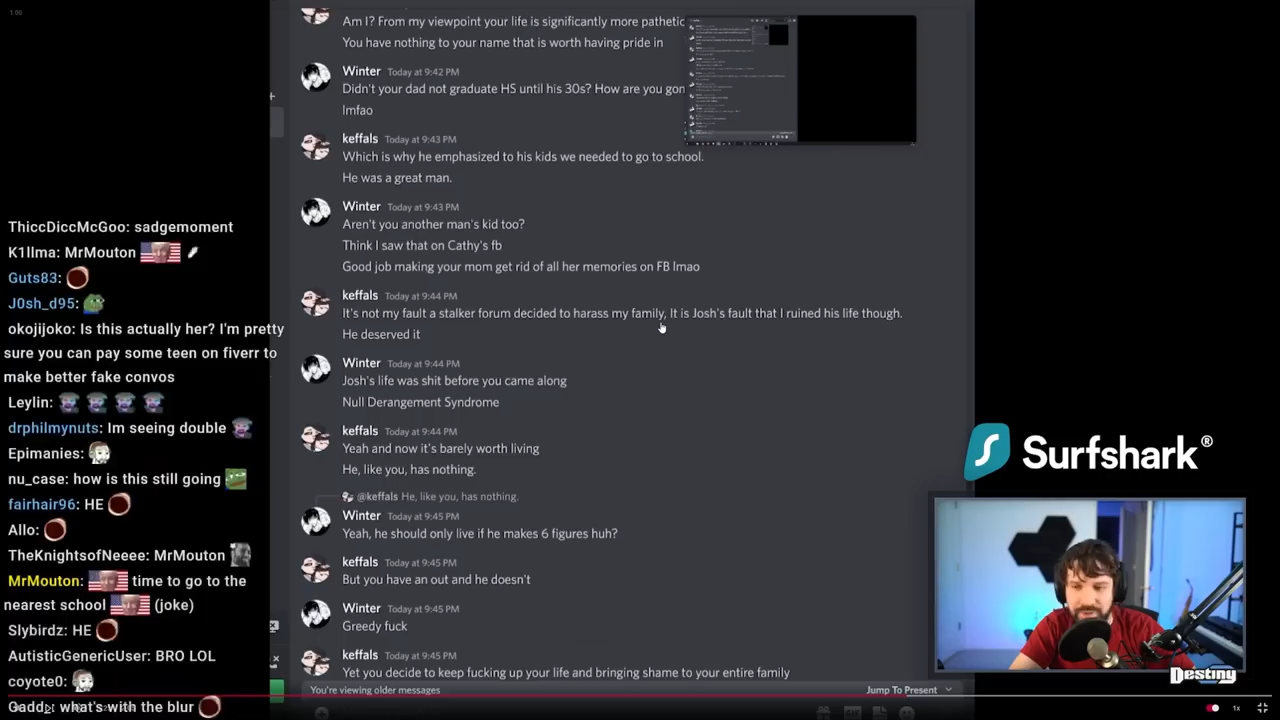 1.00
Am I? From my viewpoint your life is significantly more pathetic
You have nothing to your name that is worth having pride in
Winter Today at 9:42 PM
Didn't your dad not graduate HS until his 30s? How are you gon
lmfao
keffals Today at 9:43 PM
Which is why he emphasized to his kids we needed to go to school.
He was a great man.
Winter Today at 9:43 PM
Aren't you another man's kid too?
Think I saw that on Cathy's fb
Good job making your mom get rid of all her memories on FB lmao
keffals Today at 9:44 PM
It's not my fault a stalker forum decided to harass my family, It is Josh's fault that I ruined his life though.
He deserved it
Winter Today at 9:44 PM
Josh's life was shit before you came along
Null Derangement Syndrome
keffals Today at 9:44 PM
Yeah and now it's barely worth living
He, like you, has nothing.
@keffals He, like you, has nothing.
Winter Today at 9:45 PM
Yeah, he should only live if he makes 6 figures huh?
keffals Today at 9:45 PM
But you have an out and he doesn't
Winter Today at 9:45 PM
Greedy fuck
keffals Today at 9:45 PM
Yet you decide to keep fucking up your life and bringing shame to your entire family
You're viewing older messages
Jump To Present
ThiccDiccMcGoo: sadgemoment
K1llma: MrMouton
Guts83:
J0sh_d95:
okojijoko: Is this actually her? I'm pretty
sure you can pay some teen on fiverr to
make better fake convos
Leylin:
drphilmynuts: Im seeing double
Epimanies:
nu_case: how is this still going
fairhair96: HE
Allo:
TheKnightsofNeeee: MrMouton
MrMouton: time to go to the
nearest school (joke)
Slybirdz: HE
AutisticGenericUser: BRO LOL
coyote0:
Gadd_: what's with the blur
Surfshark®
Destiny
1x